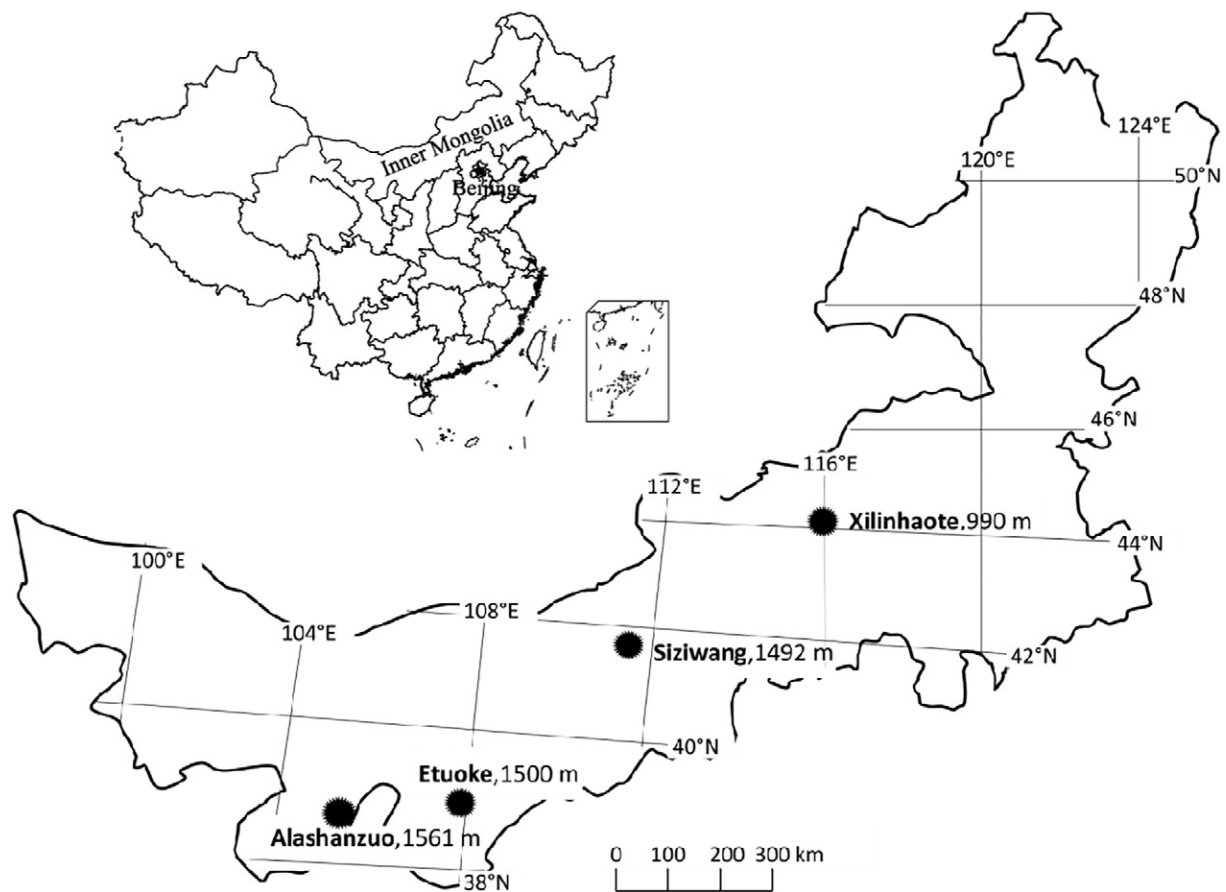 Inner Mongolia
Beijing
124°E
120°E
50°N
48°N
46°N
116°E
112°E
Xilinhaote,990 m
44°N
100°E
108°E
104°E
Siziwang,1492 m
42°N
40°N
Etuoke,1500 m
Alashanzuo,1561 m
38°N
0 100 200 300 km